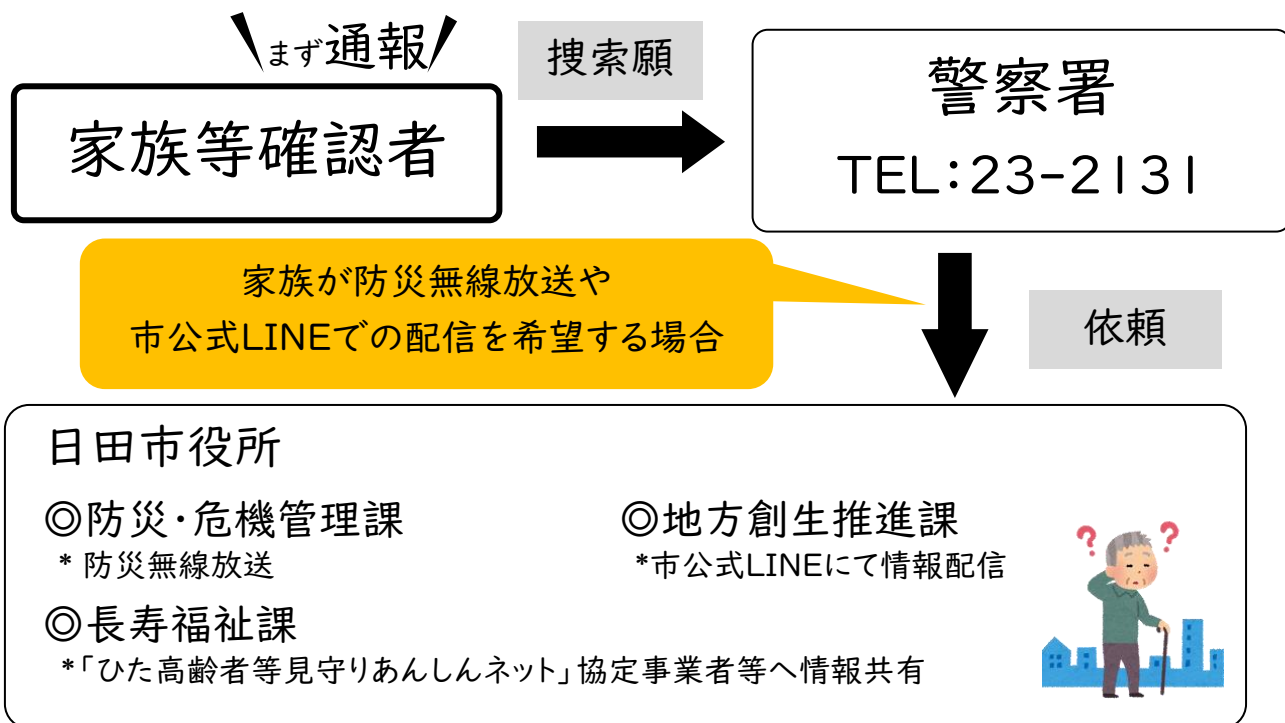 まず通報
捜索願
家族等確認者
警察署
TEL:23-2131
家族が防災無線放送や
市公式LINEでの配信を希望する場合
依頼
日田市役所
◎防災・危機管理課
* 防災無線放送
◎地方創生推進課
*市公式LINEにて情報配信
◎長寿福祉課
*「ひた高齢者等見守りあんしんネット」協定事業者等へ情報共有
? ?